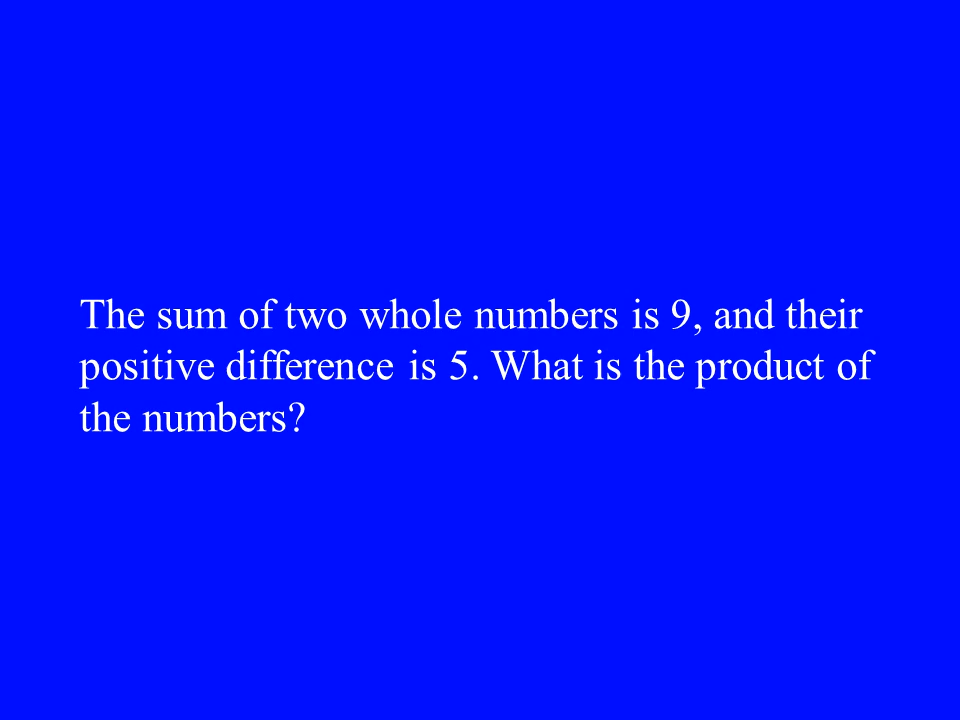 The sum of two whole numbers is 9, and their
positive difference is 5. What is the product of
the numbers?